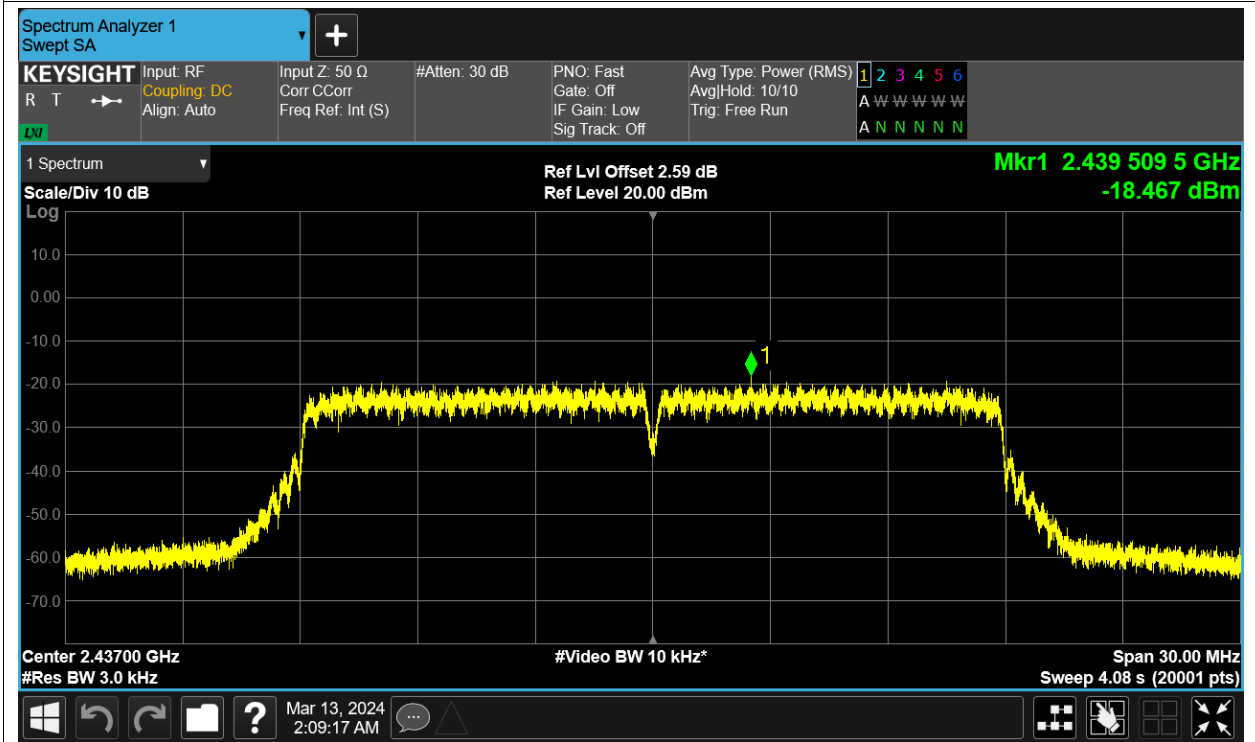 Spectrum Analyzer 1
Swept SA
KEYSIGHT
R T
LXI
Input: RF
Coupling: DC
Align: Auto
Input Z: 50 Ω
Corr CCorr
Freq Ref: Int (S)
#Atten: 30 dB
PNO: Fast
Gate: Off
IF Gain: Low
Sig Track: Off
Avg Type: Power (RMS)
Avg|Hold: 10/10
Trig: Free Run
1 2 3 4 5 6
A W W W W W
A N N N N N
1 Spectrum
Scale/Div 10 dB
Log
Ref Lvl Offset 2.59 dB
Ref Level 20.00 dBm
Mkr1 2.439 509 5 GHz
-18.467 dBm
10.0
0.00
-10.0
1
-20.0
-30.0
-40.0
-50.0
-60.0
-70.0
Center 2.43700 GHz
#Video BW 10 kHz*
Span 30.00 MHz
#Res BW 3.0 kHz
Sweep 4.08 s (20001 pts)
?
Mar 13, 2024
2:09:17 AM